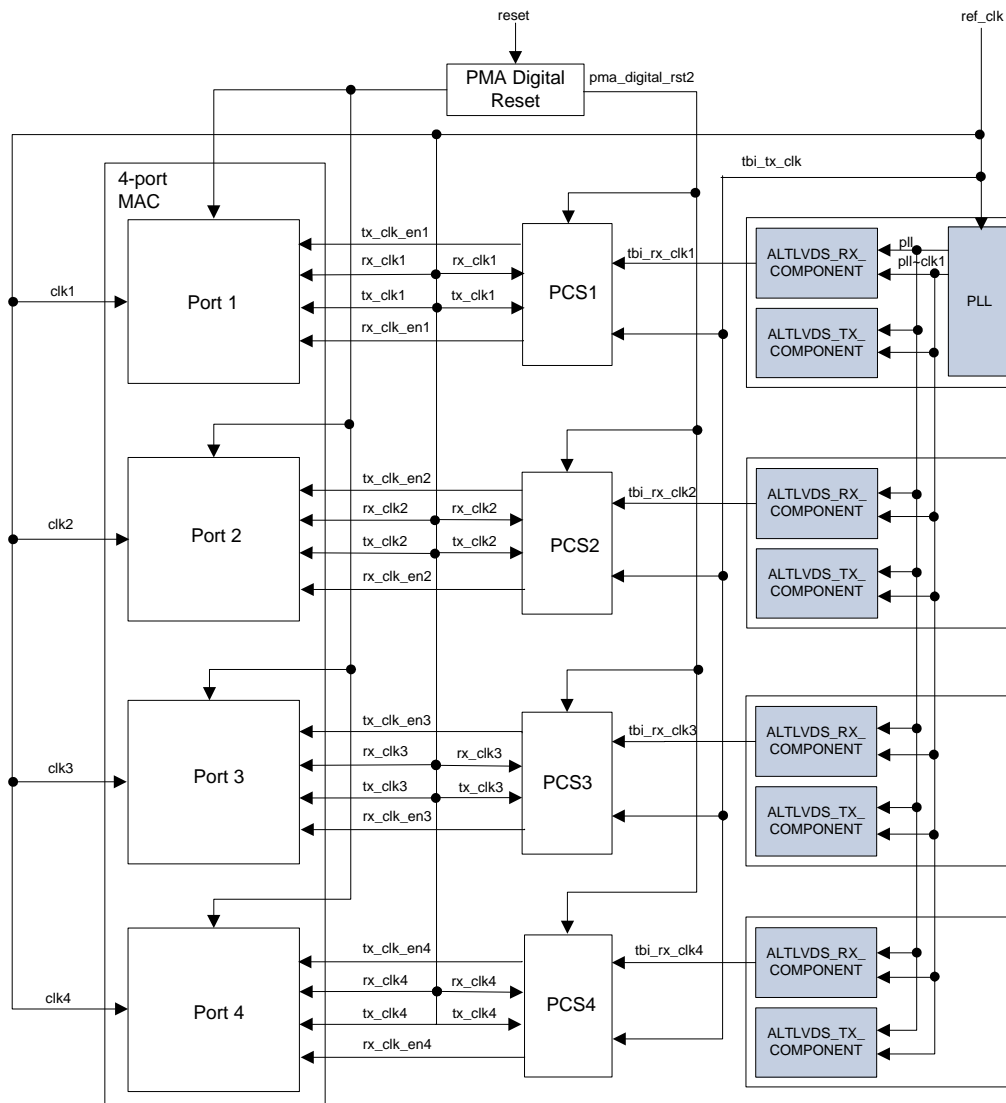 reset
ref_clk
PMA Digital
Reset
pma_digital_rst2
tbi_tx_clk
4-port
MAC
clk1
Port 1
tx_clk_en1
rx_clk1
rx_clk1
tx_clk1
tx_clk1
rx_clk_en1
PCS1
tbi_rx_clk1
ALTLVDS_RX_
COMPONENT
ALTLVDS_TX_
COMPONENT
pll
pll~clk1
PLL
clk2
Port 2
tx_clk_en2
rx_clk2
rx_clk2
tx_clk2
tx_clk2
rx_clk_en2
PCS2
tbi_rx_clk2
ALTLVDS_RX_
COMPONENT
ALTLVDS_TX_
COMPONENT
clk3
Port 3
tx_clk_en3
rx_clk3
rx_clk3
tx_clk3
tx_clk3
rx_clk_en3
PCS3
tbi_rx_clk3
ALTLVDS_RX_
COMPONENT
ALTLVDS_TX_
COMPONENT
clk4
Port 4
tx_clk_en4
rx_clk4
rx_clk4
tx_clk4
tx_clk4
rx_clk_en4
PCS4
tbi_rx_clk4
ALTLVDS_RX_
COMPONENT
ALTLVDS_TX_
COMPONENT